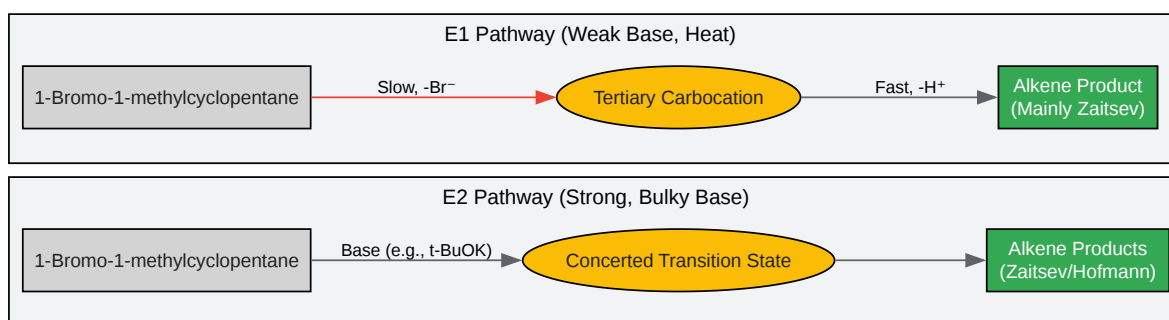 E1 Pathway (Weak Base, Heat)
1-Bromo-1-methylcyclopentane
Slow, -Br⁻
Tertiary Carbocation
Fast, -H⁺
Alkene Product
(Mainly Zaitsev)
E2 Pathway (Strong, Bulky Base)
1-Bromo-1-methylcyclopentane
Base (e.g., t-BuOK)
Concerted Transition State
Alkene Products
(Zaitsev/Hofmann)